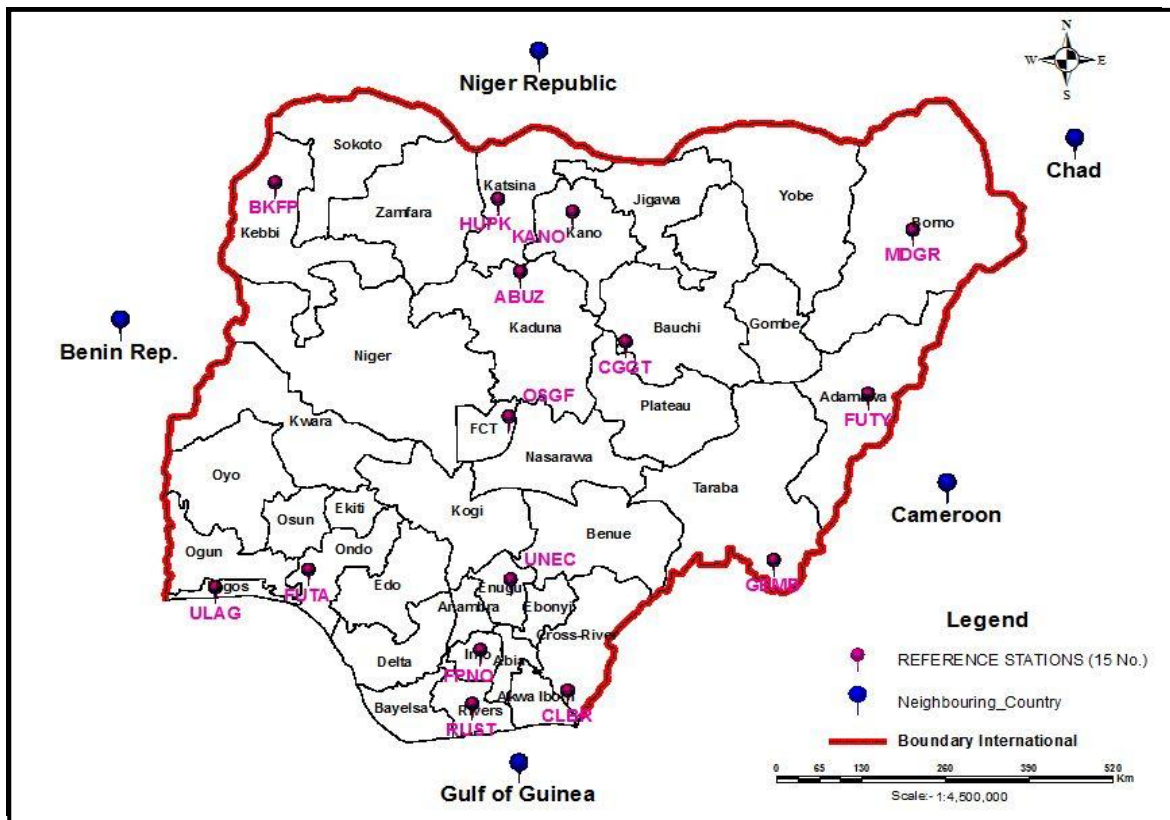 N
W E
S
Niger Republic
Chad
Sokoto
Katsina
Jigawa
Yobe
BKFP
Zamfara
HUPK
KANO
Kano
Borno
Kebbi
MDGR
ABUZ
Kaduna
Bauchi
Gombe
Benin Rep.
Niger
CGGT
OSGF
Plateau
Adamawa
FUTY
Kwara
FCT
Nasarawa
Oyo
Taraba
Kogi
Cameroon
Osun
Ekiti
Ogun
Ondo
Benue
UNEC
Edo
Enugu
Lagos
FUTA
ULAG
Anambra
Ebonyi
Cross-River
Delta
Imo
Abia
FPNO
Akwa Ibom
Bayelsa
Rivers
RUST
CLBR
Gulf of Guinea
Legend
REFERENCE STATIONS (15 No.)
Neighbouring_Country
Boundary International
0 65 130 260 390 520
Km
Scale:- 1:4,500,000